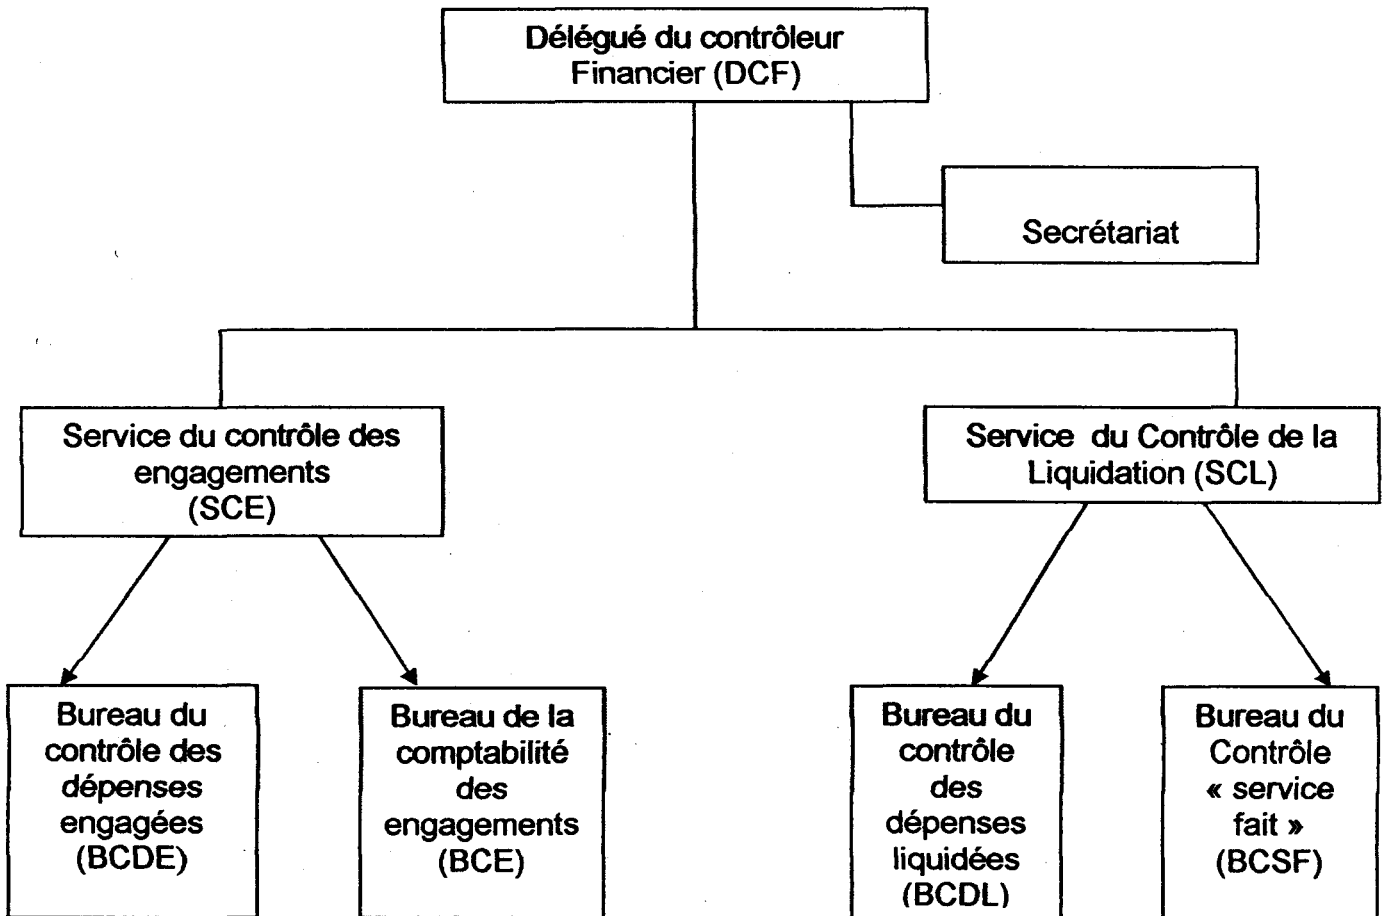 Délégué du contrôleur
Financier (DCF)
Secrétariat
Service du contrôle des
engagements
(SCE)
Service du Contrôle de la
Liquidation (SCL)
Bureau du
contrôle des
dépenses
engagées
(BCDE)
Bureau de la
comptabilité
des
engagements
(BCE)
Bureau du
contrôle
des
dépenses
liquidées
(BCDL)
Bureau du
Contrôle
« service
fait »
(BCSF)